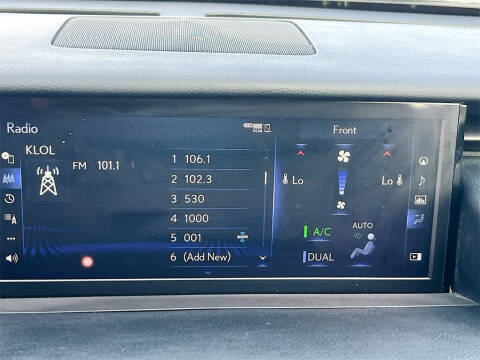 Radio
KLOL
FM 101.1
1 106.1
2 102.3
3 530
4 1000
5 001
6 (Add New)
Front
Lo
Lo
A/C
AUTO
DUAL